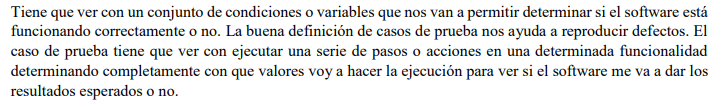 Tiene que ver con un conjunto de condiciones o variables que nos van a permitir determinar si el software está
funcionando correctamente o no. La buena definición de casos de prueba nos ayuda a reproducir defectos. El
caso de prueba tiene que ver con ejecutar una serie de pasos o acciones en una determinada funcionalidad
determinando completamente con que valores voy a hacer la ejecución para ver si el software me va a dar los
resultados esperados o no.